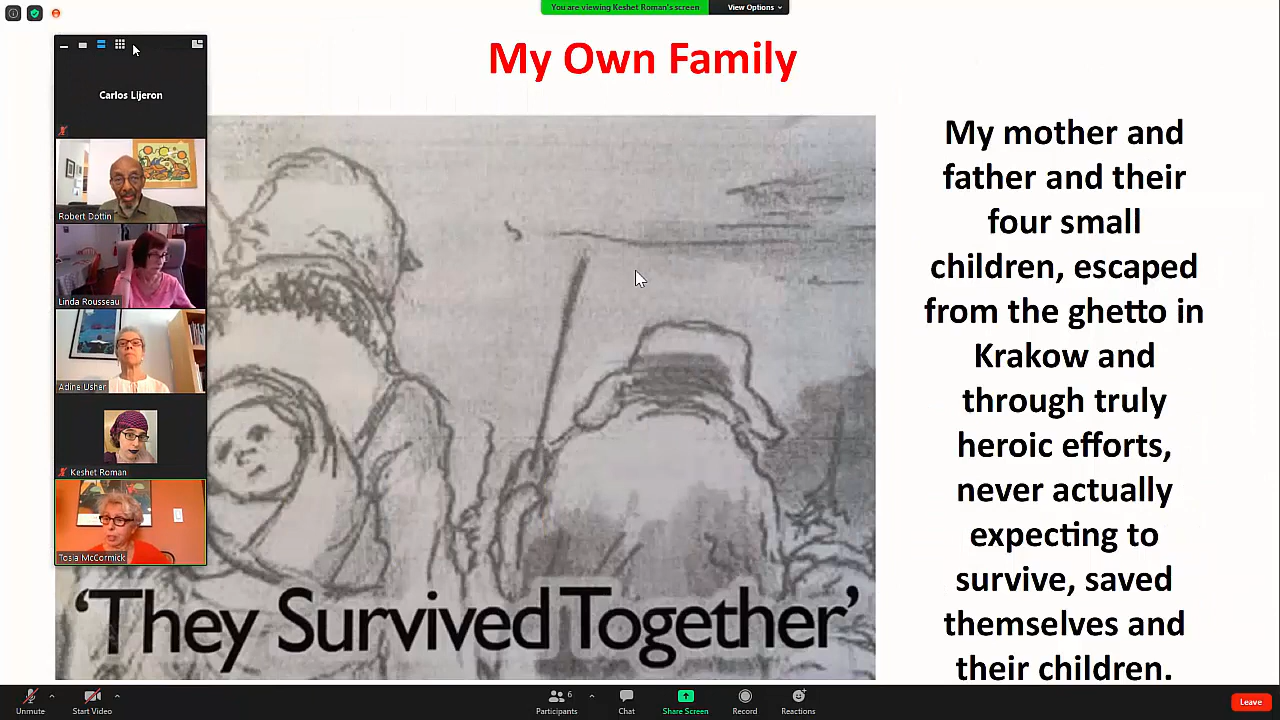 You are viewing Keshet Roman's screen
View Options
My Own Family
Carlos Lijeron
Robert Dottin
Linda Rousseau
Adine Usher
Keshet Roman
Tosia McCormick
'They Survived Together'
My mother and
father and their
four small
children, escaped
from the ghetto in
Krakow and
through truly
heroic efforts,
never actually
expecting to
survive, saved
themselves and
their children.
Unmute
Start Video
6
Participants
Chat
Share Screen
Record
Reactions
Leave